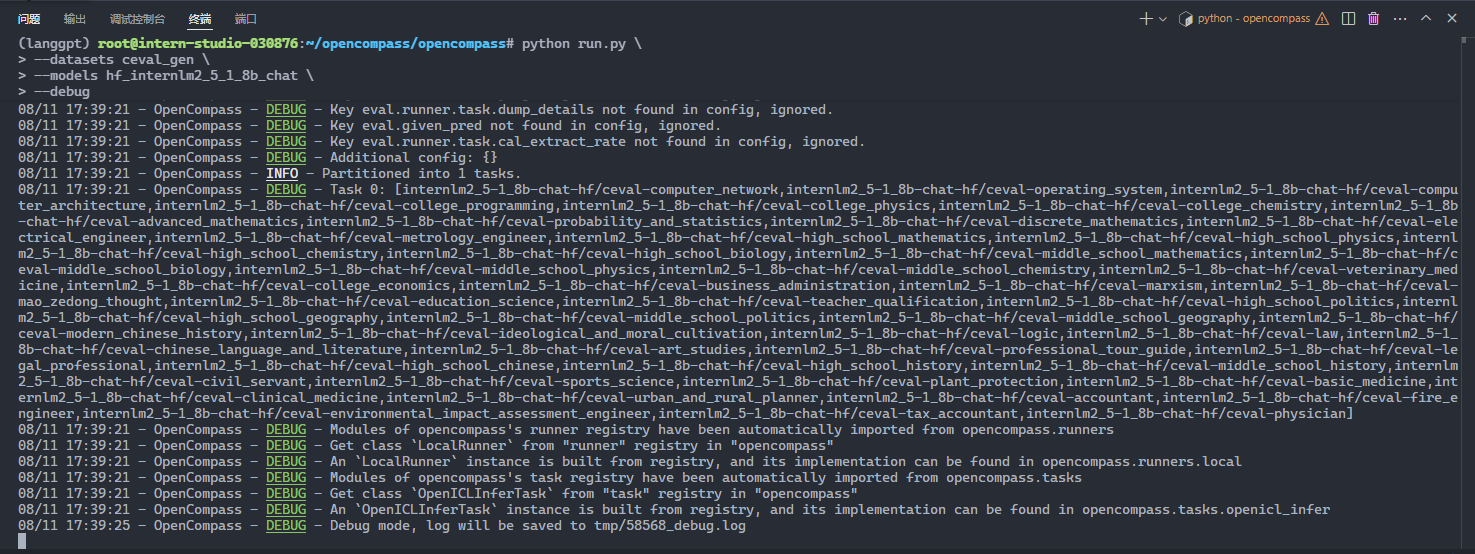 问题 输出 调试控制台 终端 端口 python - opencompass
(langgpt) root@intern-studio-030876:~/opencompass/opencompass# python run.py \
> --datasets ceval_gen \
> --models hf_internlm2_5_1_8b_chat \
> --debug
08/11 17:39:21 - OpenCompass - DEBUG - Key eval.runner.task.dump_details not found in config, ignored.
08/11 17:39:21 - OpenCompass - DEBUG - Key eval.given_pred not found in config, ignored.
08/11 17:39:21 - OpenCompass - DEBUG - Key eval.runner.task.cal_extract_rate not found in config, ignored.
08/11 17:39:21 - OpenCompass - DEBUG - Additional config: {}
08/11 17:39:21 - OpenCompass - INFO - Partitioned into 1 tasks.
08/11 17:39:21 - OpenCompass - DEBUG - Task 0: [internlm2_5-1_8b-chat-hf/ceval-computer_network,internlm2_5-1_8b-chat-hf/ceval-operating_system,internlm2_5-1_8b-chat-hf/ceval-compu
ter_architecture,internlm2_5-1_8b-chat-hf/ceval-college_programming,internlm2_5-1_8b-chat-hf/ceval-college_physics,internlm2_5-1_8b-chat-hf/ceval-college_chemistry,internlm2_5-1_8b
-chat-hf/ceval-advanced_mathematics,internlm2_5-1_8b-chat-hf/ceval-probability_and_statistics,internlm2_5-1_8b-chat-hf/ceval-discrete_mathematics,internlm2_5-1_8b-chat-hf/ceval-ele
ctrical_engineer,internlm2_5-1_8b-chat-hf/ceval-metrology_engineer,internlm2_5-1_8b-chat-hf/ceval-high_school_mathematics,internlm2_5-1_8b-chat-hf/ceval-high_school_physics,internl
m2_5-1_8b-chat-hf/ceval-high_school_chemistry,internlm2_5-1_8b-chat-hf/ceval-high_school_biology,internlm2_5-1_8b-chat-hf/ceval-middle_school_mathematics,internlm2_5-1_8b-chat-hf/c
eval-middle_school_biology,internlm2_5-1_8b-chat-hf/ceval-middle_school_physics,internlm2_5-1_8b-chat-hf/ceval-middle_school_chemistry,internlm2_5-1_8b-chat-hf/ceval-veterinary_med
icine,internlm2_5-1_8b-chat-hf/ceval-college_economics,internlm2_5-1_8b-chat-hf/ceval-business_administration,internlm2_5-1_8b-chat-hf/ceval-marxism,internlm2_5-1_8b-chat-hf/ceval-
mao_zedong_thought,internlm2_5-1_8b-chat-hf/ceval-education_science,internlm2_5-1_8b-chat-hf/ceval-teacher_qualification,internlm2_5-1_8b-chat-hf/ceval-high_school_politics,internl
m2_5-1_8b-chat-hf/ceval-high_school_geography,internlm2_5-1_8b-chat-hf/ceval-middle_school_politics,internlm2_5-1_8b-chat-hf/ceval-middle_school_geography,internlm2_5-1_8b-chat-hf/
ceval-modern_chinese_history,internlm2_5-1_8b-chat-hf/ceval-ideological_and_moral_cultivation,internlm2_5-1_8b-chat-hf/ceval-logic,internlm2_5-1_8b-chat-hf/ceval-law,internlm2_5-1_
8b-chat-hf/ceval-chinese_language_and_literature,internlm2_5-1_8b-chat-hf/ceval-art_studies,internlm2_5-1_8b-chat-hf/ceval-professional_tour_guide,internlm2_5-1_8b-chat-hf/ceval-le
gal_professional,internlm2_5-1_8b-chat-hf/ceval-high_school_chinese,internlm2_5-1_8b-chat-hf/ceval-high_school_history,internlm2_5-1_8b-chat-hf/ceval-middle_school_history,internlm
2_5-1_8b-chat-hf/ceval-civil_servant,internlm2_5-1_8b-chat-hf/ceval-sports_science,internlm2_5-1_8b-chat-hf/ceval-plant_protection,internlm2_5-1_8b-chat-hf/ceval-basic_medicine,int
ernlm2_5-1_8b-chat-hf/ceval-clinical_medicine,internlm2_5-1_8b-chat-hf/ceval-urban_and_rural_planner,internlm2_5-1_8b-chat-hf/ceval-accountant,internlm2_5-1_8b-chat-hf/ceval-fire_e
ngineer,internlm2_5-1_8b-chat-hf/ceval-environmental_impact_assessment_engineer,internlm2_5-1_8b-chat-hf/ceval-tax_accountant,internlm2_5-1_8b-chat-hf/ceval-physician]
08/11 17:39:21 - OpenCompass - DEBUG - Modules of opencompass's runner registry have been automatically imported from opencompass.runners
08/11 17:39:21 - OpenCompass - DEBUG - Get class `LocalRunner` from "runner" registry in "opencompass"
08/11 17:39:21 - OpenCompass - DEBUG - An `LocalRunner` instance is built from registry, and its implementation can be found in opencompass.runners.local
08/11 17:39:21 - OpenCompass - DEBUG - Modules of opencompass's task registry have been automatically imported from opencompass.tasks
08/11 17:39:21 - OpenCompass - DEBUG - Get class `OpenICLInferTask` from "task" registry in "opencompass"
08/11 17:39:21 - OpenCompass - DEBUG - An `OpenICLInferTask` instance is built from registry, and its implementation can be found in opencompass.tasks.openicl_infer
08/11 17:39:25 - OpenCompass - DEBUG - Debug mode, log will be saved to tmp/58568_debug.log